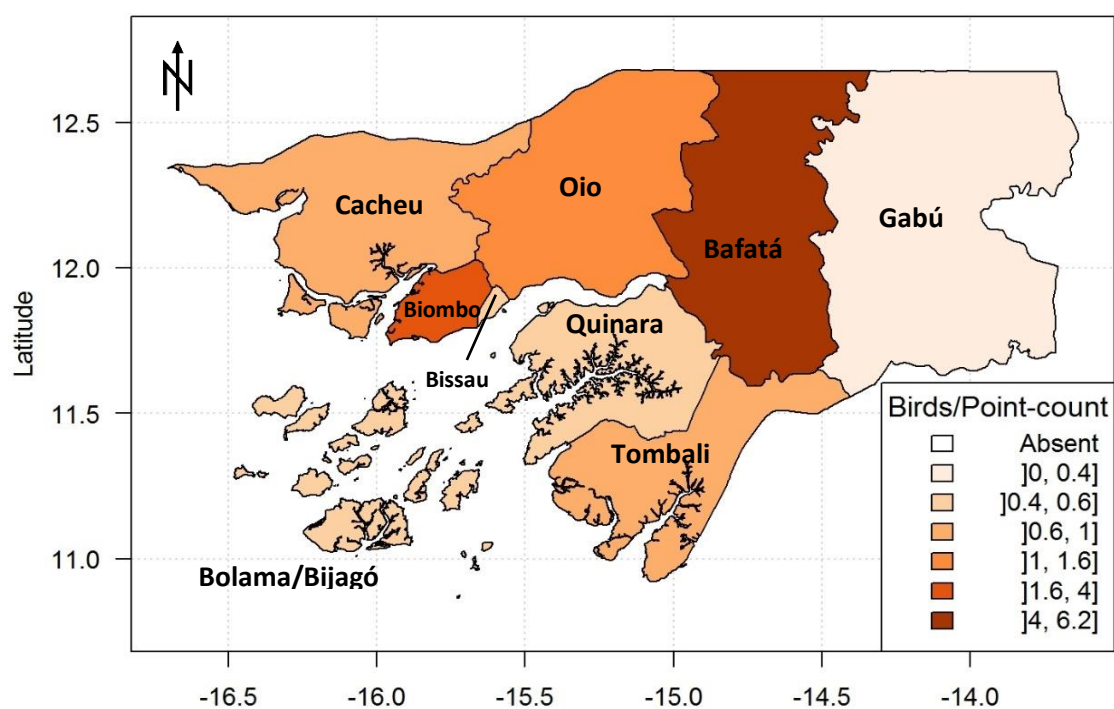 N
12.5
12.0
11.5
11.0
Latitude
Cacheu
Oio
Bafatá
Gabú
Biombo
Bissau
Quinara
Tombali
Bolama/Bijagó
Birds/Point-count
Absent
]0, 0.4]
]0.4, 0.6]
]0.6, 1]
]1, 1.6]
]1.6, 4]
]4, 6.2]
-16.5 -16.0 -15.5 -15.0 -14.5 -14.0